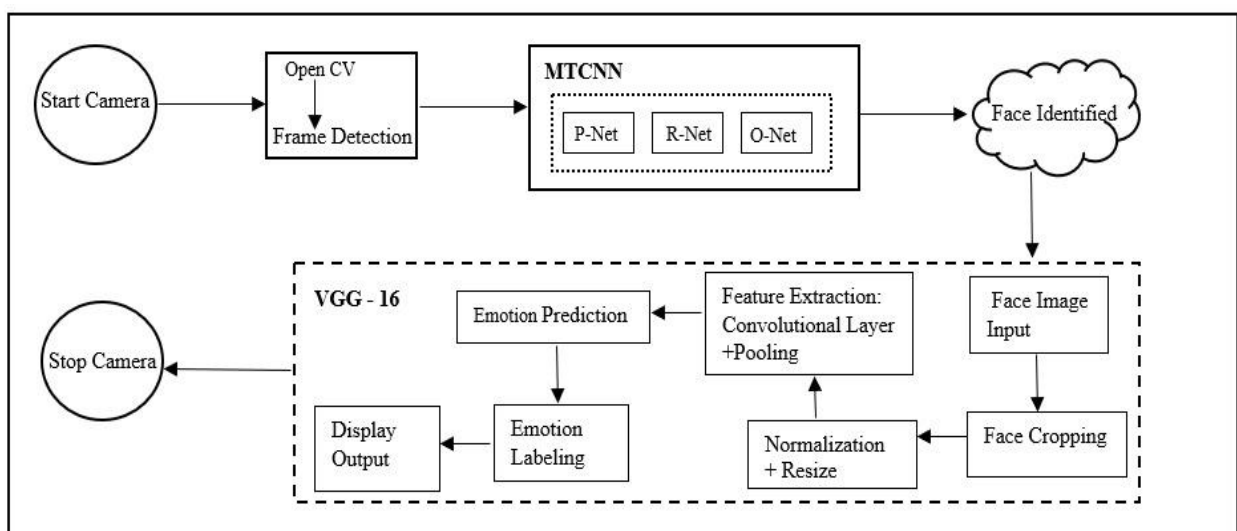 Start Camera
Open CV
Frame Detection
MTCNN
P-Net
R-Net
O-Net
Face Identified
VGG - 16
Face Image
Input
Face Cropping
Normalization
+ Resize
Feature Extraction:
Convolutional Layer
+Pooling
Emotion Prediction
Emotion
Labeling
Display
Output
Stop Camera